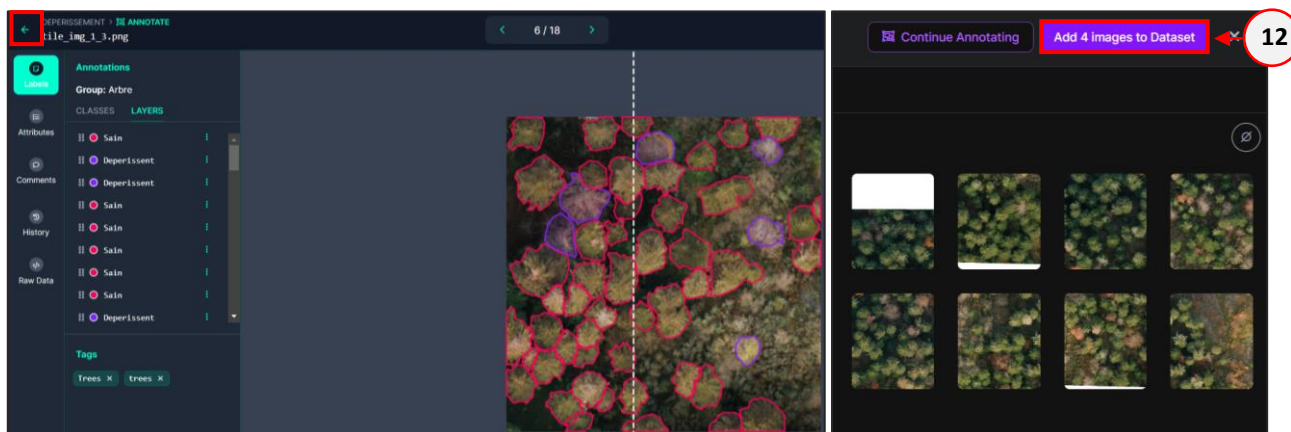 DEPERISSEMENT > ANNOTATE
tile_img_1_3.png
6 / 18
Labels
Attributes
Comments
History
Raw Data
Annotations
Group: Arbre
CLASSES LAYERS
Sain
Deperissent
Deperissent
Sain
Sain
Sain
Sain
Sain
Deperissent
Tags
Trees ×
trees ×
Continue Annotating
Add 4 images to Dataset
12